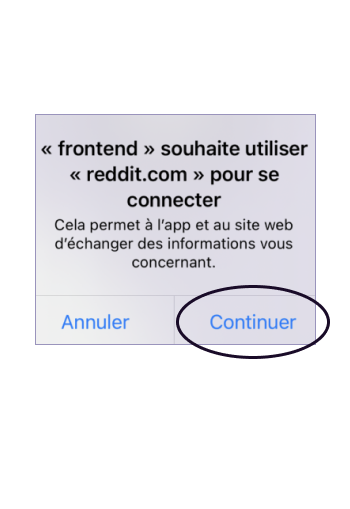 « frontend » souhaite utiliser
« reddit.com » pour se
connecter
Cela permet à l’app et au site web
d’échanger des informations vous
concernant.
Annuler
Continuer